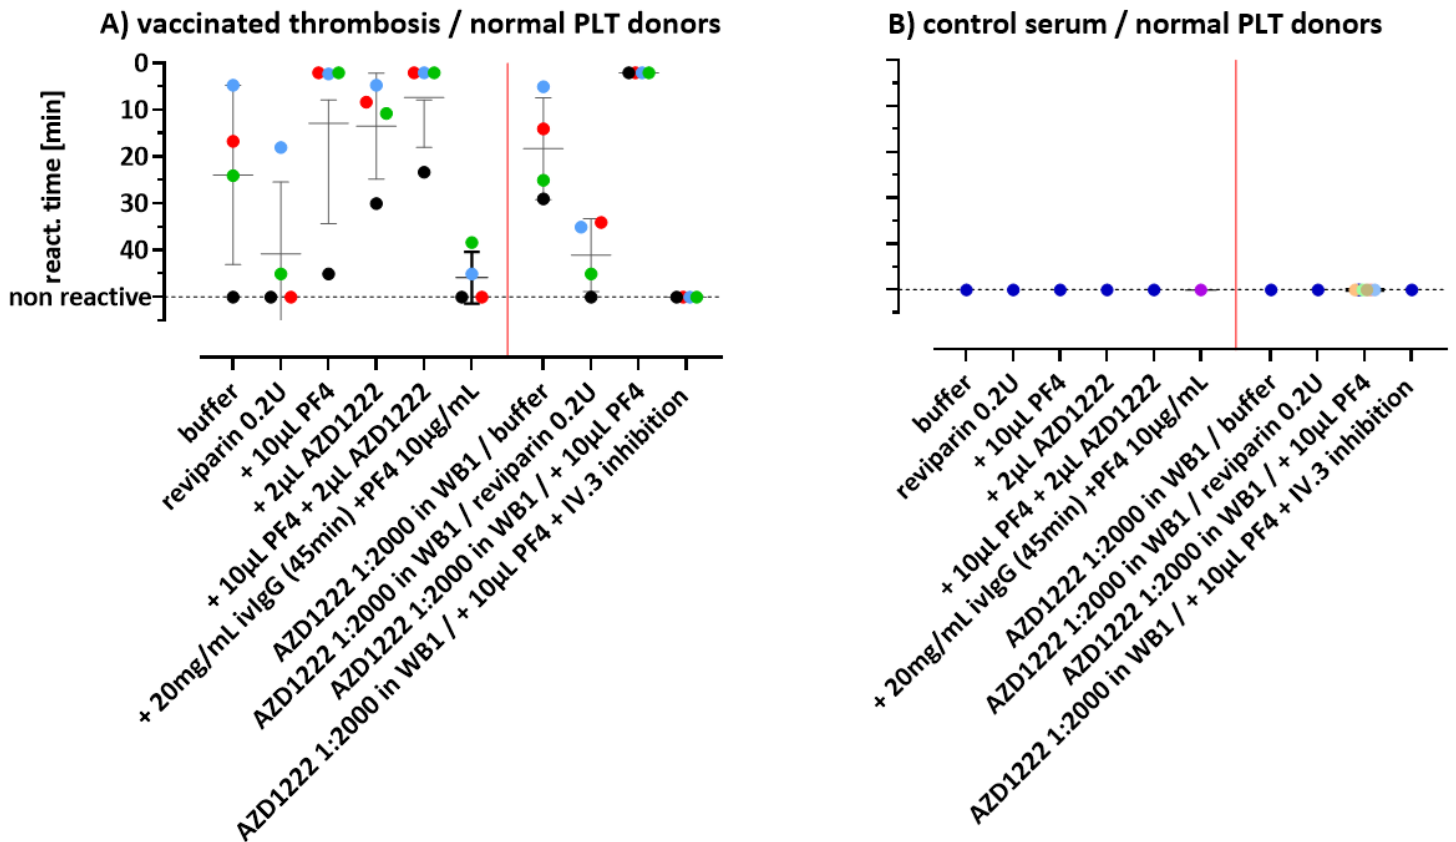 A) vaccinated thrombosis / normal PLT donors
react. time [min]
0
10
20
30
40
non reactive
buffer
reviparin 0.2U
+ 10µL PF4
+ 2µL AZD1222
+ 10µL PF4 + 2µL AZD1222
+ 20mg/mL ivIgG (45min) +PF4 10µg/mL
AZD1222 1:2000 in WB1 / buffer
AZD1222 1:2000 in WB1 / reviparin 0.2U
AZD1222 1:2000 in WB1 / + 10µL PF4
AZD1222 1:2000 in WB1 / + 10µL PF4 + IV.3 inhibition
B) control serum / normal PLT donors
buffer
reviparin 0.2U
+ 10µL PF4
+ 2µL AZD1222
+ 10µL PF4 + 2µL AZD1222
+ 20mg/mL ivIgG (45min) +PF4 10µg/mL
AZD1222 1:2000 in WB1 / buffer
AZD1222 1:2000 in WB1 / reviparin 0.2U
AZD1222 1:2000 in WB1 / + 10µL PF4
AZD1222 1:2000 in WB1 / + 10µL PF4 + IV.3 inhibition